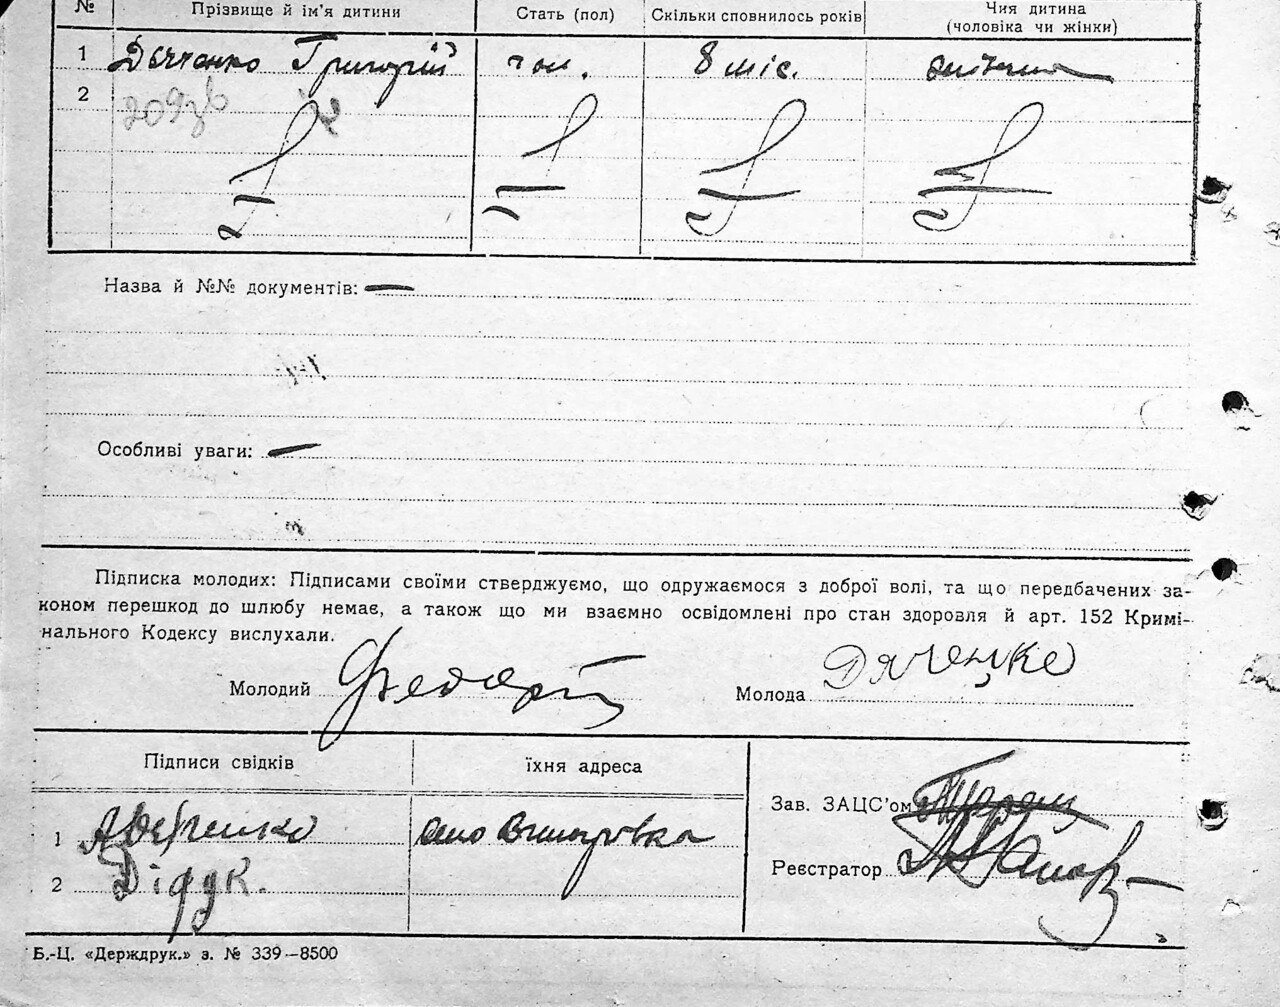 № Прізвище й ім'я дитини Стать (пол) Скільки сповнилось років Чия дитина (чоловіка чи жінки)
1 Дяченко Григорій чол. 8 міс.
2
Назва й №№ документів: —
Особливі уваги: —
Підписка молодих: Підписами своїми стверджуємо, що одружаємося з доброї волі, та що передбачених за-
коном перешкод до шлюбу немає, а також що ми взаємно освідомлені про стан здоровля й арт. 152 Кримі-
нального Кодексу вислухали.
Молодий Молода Дяченко
Підписи свідків їхня адреса
Зав. ЗАЦС'ом
1 село
Реєстратор
2 Дідук.
Б.-Ц. «Держдрук.» з. № 339—8500